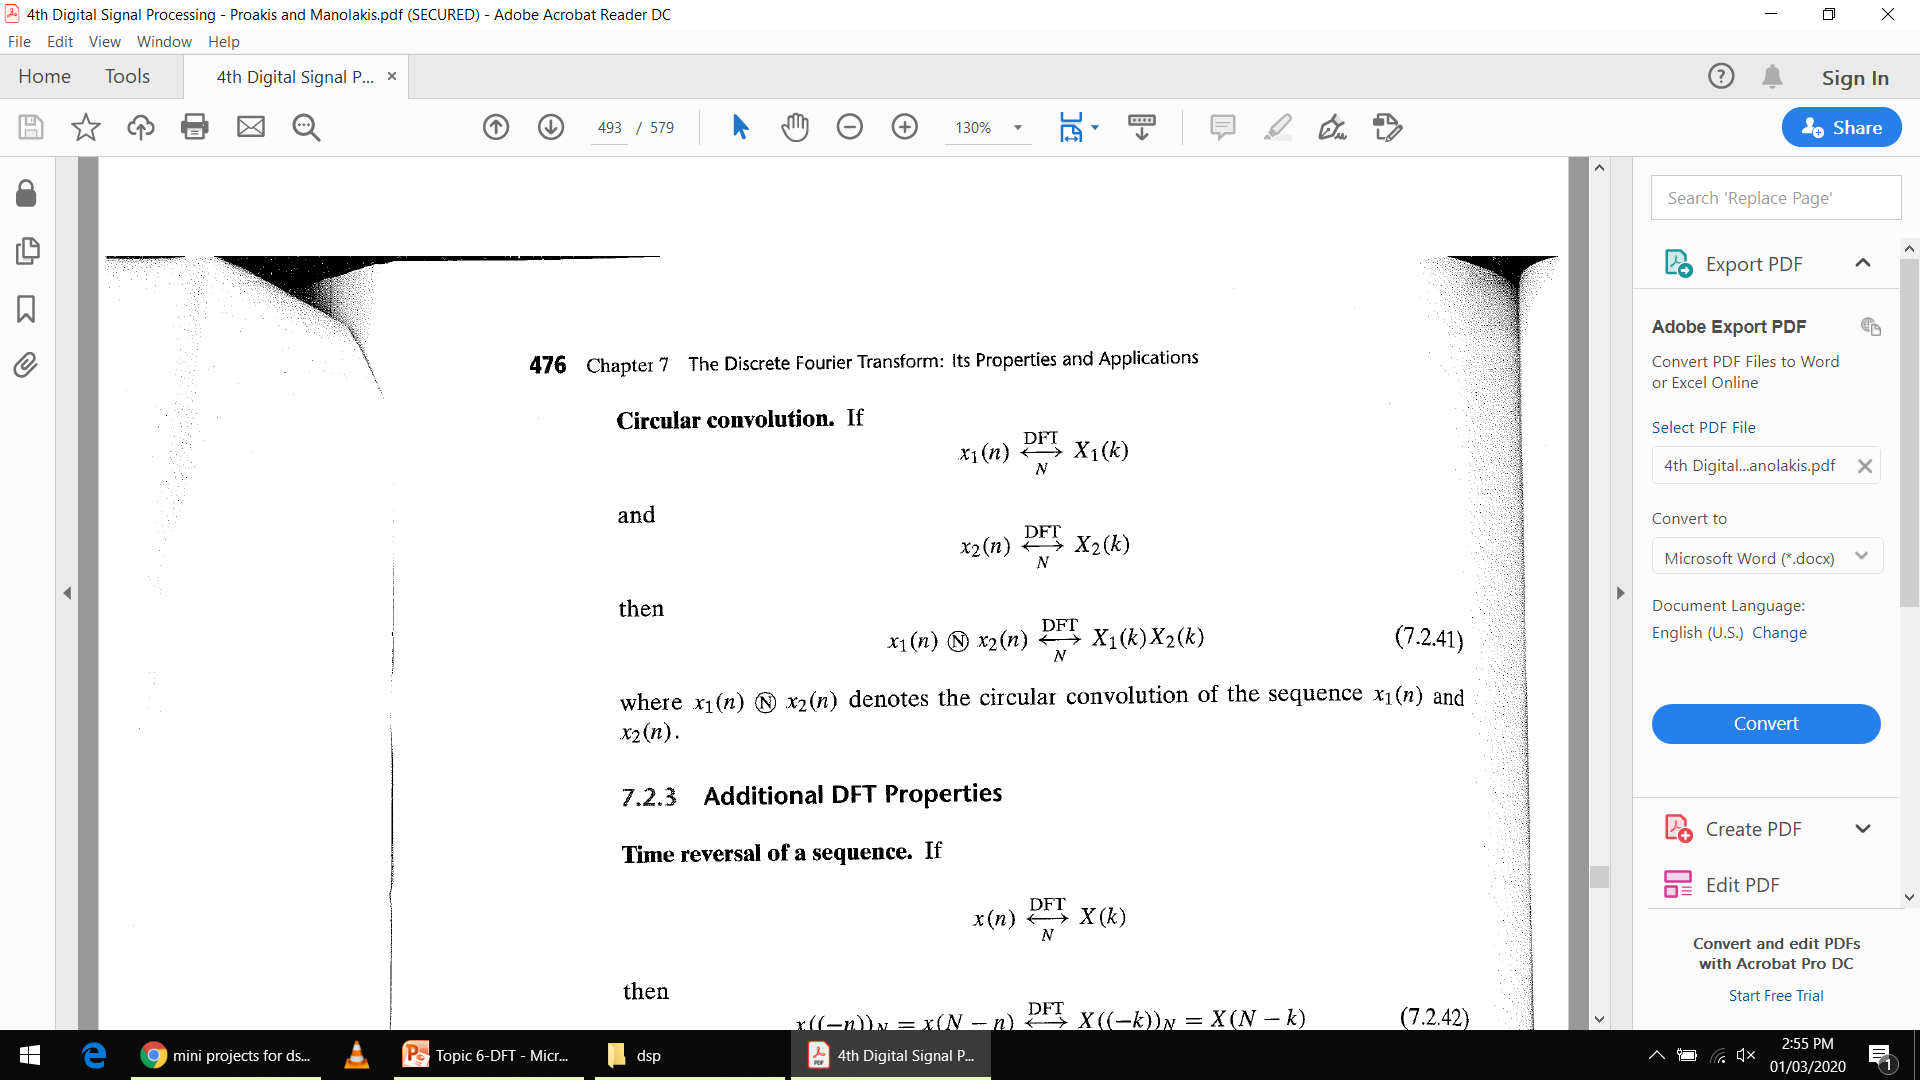 4th Digital Signal Processing - Proakis and Manolakis.pdf (SECURED) - Adobe Acrobat Reader DC
File Edit View Window Help
Home Tools 4th Digital Signal P... × Sign In
493 / 579 130% Share
Search 'Replace Page'
Export PDF
Adobe Export PDF
Convert PDF Files to Word
or Excel Online
Select PDF File
4th Digital...anolakis.pdf
Convert to
Microsoft Word (*.docx)
Document Language:
English (U.S.) Change
Convert
Create PDF
Edit PDF
Convert and edit PDFs
with Acrobat Pro DC
Start Free Trial
476 Chapter 7 The Discrete Fourier Transform: Its Properties and Applications
Circular convolution. If
x₁(n) DFT ⟷ N X₁(k)
and
x₂(n) DFT ⟷ N X₂(k)
then
x₁(n) Ⓝ x₂(n) DFT ⟷ N X₁(k)X₂(k) (7.2.41)
where x₁(n) Ⓝ x₂(n) denotes the circular convolution of the sequence x₁(n) and
x₂(n).
7.2.3 Additional DFT Properties
Time reversal of a sequence. If
x(n) DFT ⟷ N X(k)
then
x((−n))N = x(N − n) DFT ⟷ X((−k))N = X(N − k) (7.2.42)
mini projects for ds... Topic 6-DFT - Micr... dsp 4th Digital Signal P... 2:55 PM
01/03/2020 1